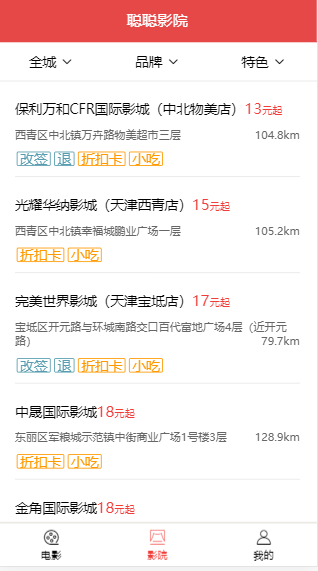 聪聪影院
全城 品牌 特色
保利万和CFR国际影城（中北物美店）13元起
西青区中北镇万卉路物美超市三层 104.8km
改签 退 折扣卡 小吃
光耀华纳影城（天津西青店）15元起
西青区中北镇幸福城鹏业广场一层 105.2km
折扣卡 小吃
完美世界影城（天津宝坻店）17元起
宝坻区开元路与环城南路交口百代富地广场4层（近开元
路） 79.7km
改签 退 折扣卡 小吃
中晟国际影城18元起
东丽区军粮城示范镇中街商业广场1号楼3层 128.9km
折扣卡 小吃
金角国际影城18元起
电影 影院 我的